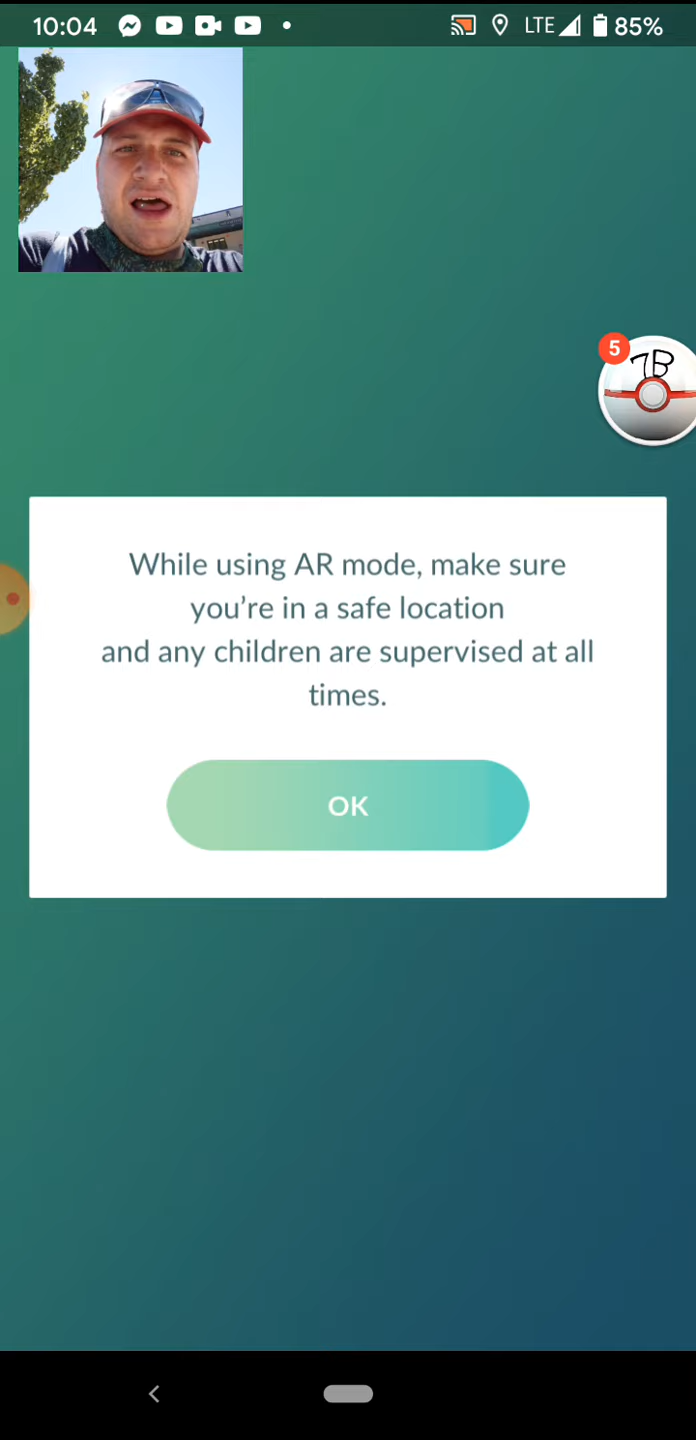 10:04 LTE 85%
5
7B
While using AR mode, make sure
you're in a safe location
and any children are supervised at all
times.
OK